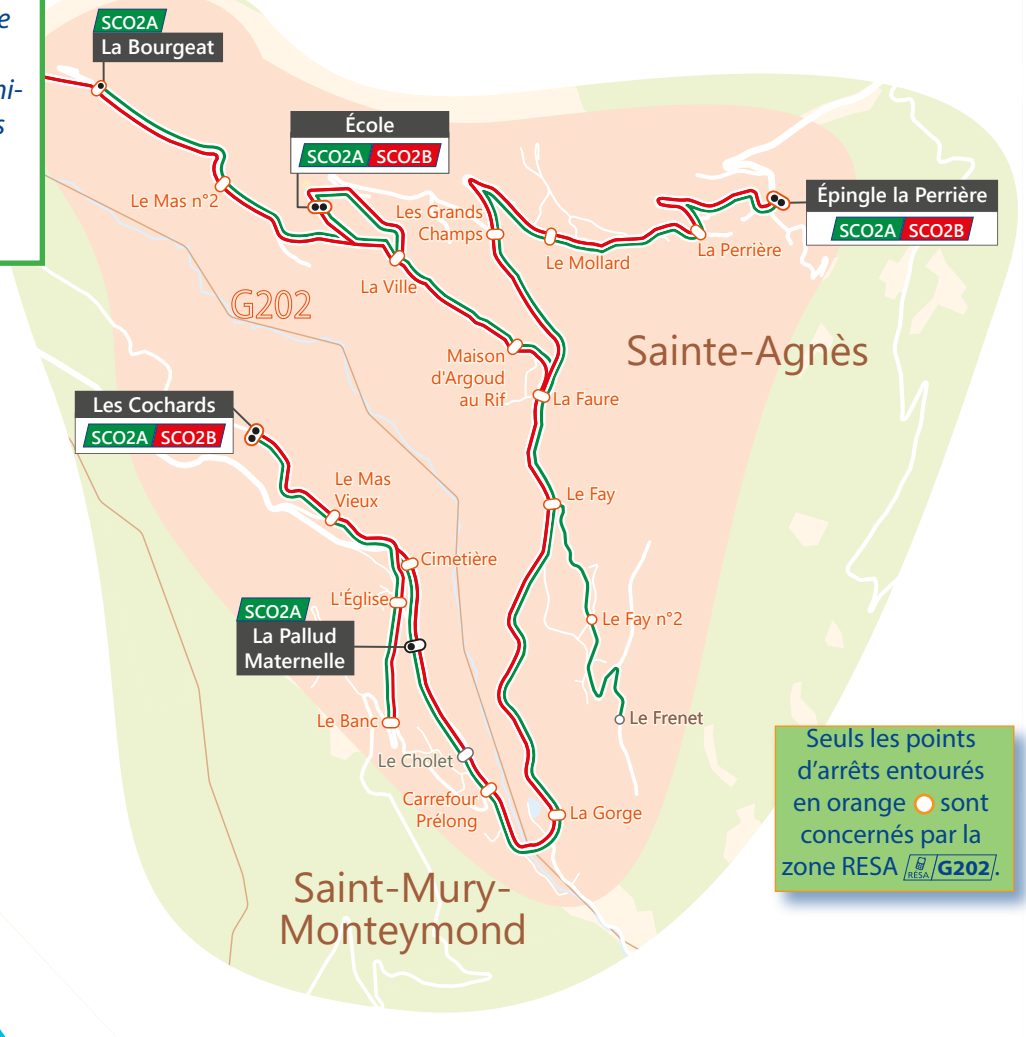 e
ni-
s
SCO2A
La Bourgeat
École
SCO2A SCO2B
Le Mas n°2
Les Grands
Champs
Le Mollard
La Perrière
Épingle la Perrière
SCO2A SCO2B
La Ville
G202
Maison
d'Argoud
au Rif
Sainte-Agnès
La Faure
Les Cochards
SCO2A SCO2B
Le Mas
Vieux
Le Fay
Cimetière
L'Église
SCO2A
La Pallud
Maternelle
Le Fay n°2
Le Banc
Le Frenet
Le Cholet
Carrefour
Prélong
La Gorge
Seuls les points
d'arrêts entourés
en orange sont
concernés par la
zone RESA RESA G202.
Saint-Mury-
Monteymond